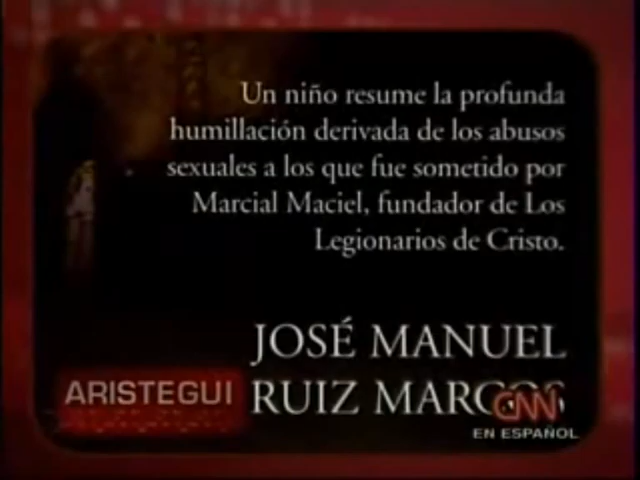 Un niño resume la profunda
humillación derivada de los abusos
sexuales a los que fue sometido por
Marcial Maciel, fundador de Los
Legionarios de Cristo.
JOSÉ MANUEL
RUIZ MARCOS
ARISTEGUI
CNN
EN ESPAÑOL